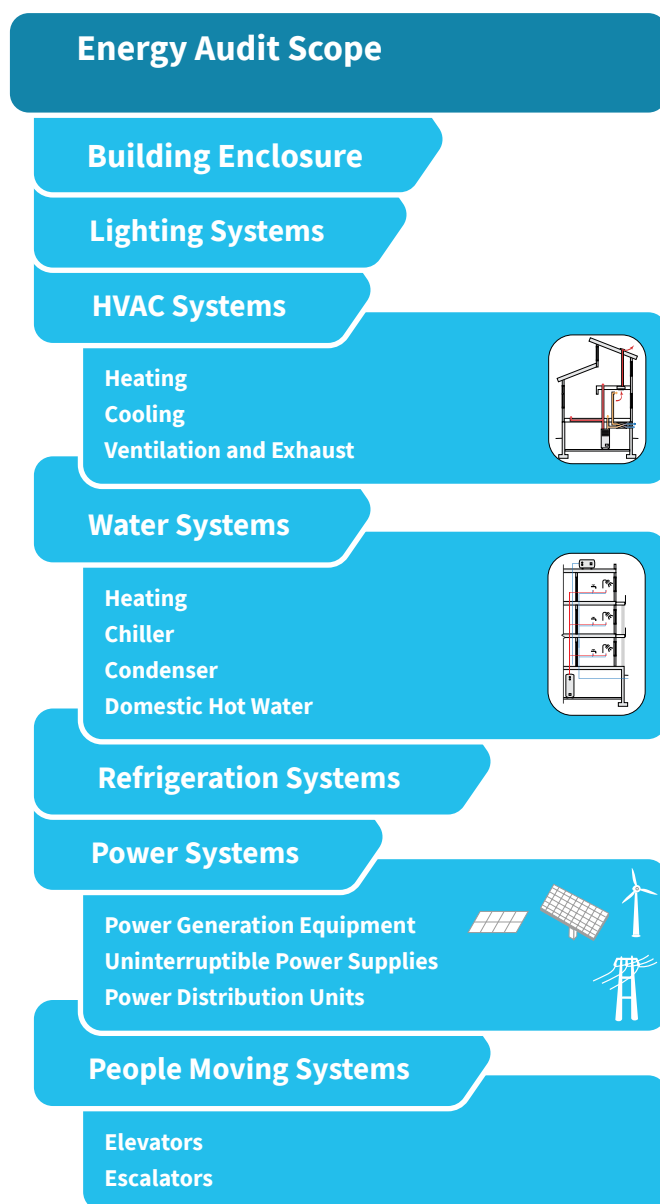 Energy Audit Scope
Building Enclosure
Lighting Systems
HVAC Systems
Heating
Cooling
Ventilation and Exhaust
Water Systems
Heating
Chiller
Condenser
Domestic Hot Water
Refrigeration Systems
Power Systems
Power Generation Equipment
Uninterruptible Power Supplies
Power Distribution Units
People Moving Systems
Elevators
Escalators